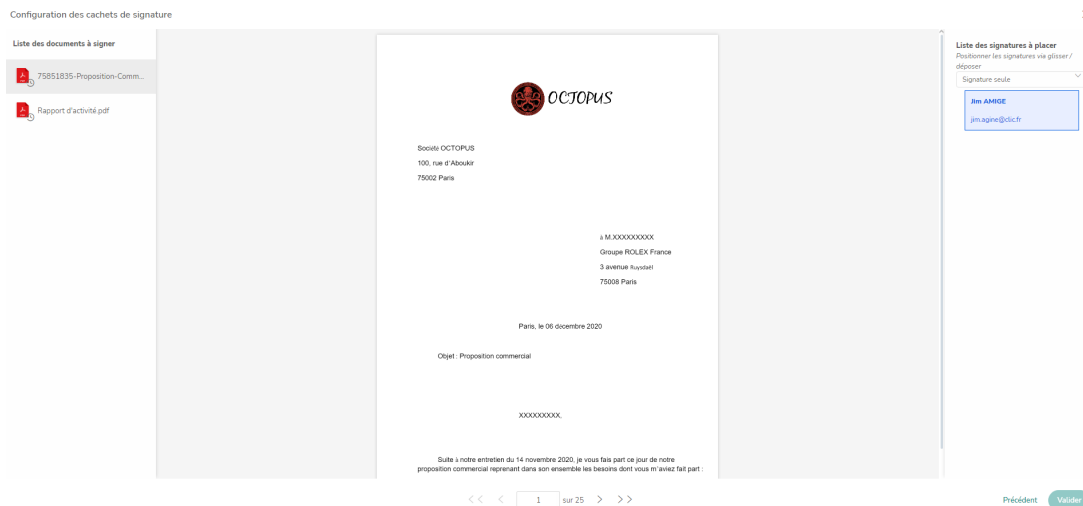 Configuration des cachets de signature
Liste des documents à signer
75851835-Proposition-Comm...
Rapport d'activité.pdf
OCTOPUS
Société OCTOPUS
100, rue d'Aboukir
75002 Paris
à M.XXXXXXXXX
Groupe ROLEX France
3 avenue Ruysdaël
75008 Paris
Paris, le 06 décembre 2020
Objet : Proposition commercial
XXXXXXXXX,
Suite à notre entretien du 14 novembre 2020, je vous fais part ce jour de notre
proposition commercial reprenant dans son ensemble les besoins dont vous m'aviez fait part :
<< < 1 sur 25 > >>
Liste des signatures à placer
Positionner les signatures via glisser /
déposer
Signature seule
Jim AMIGE
jim.agine@clic.fr
Précédent
Valider